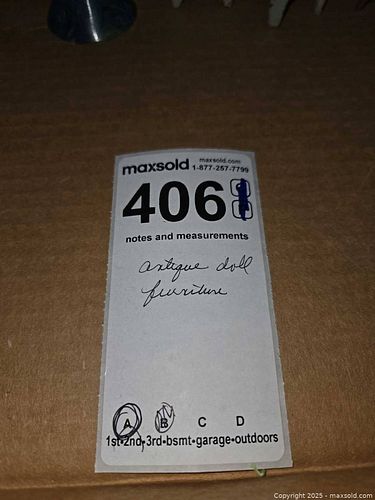 maxsold maxsold.com
1-877-257-7799
406
notes and measurements
antique doll
furniture
A B C D
1st•2nd•3rd•bsmt•garage•outdoors
Copyright 2025 - maxsold.com